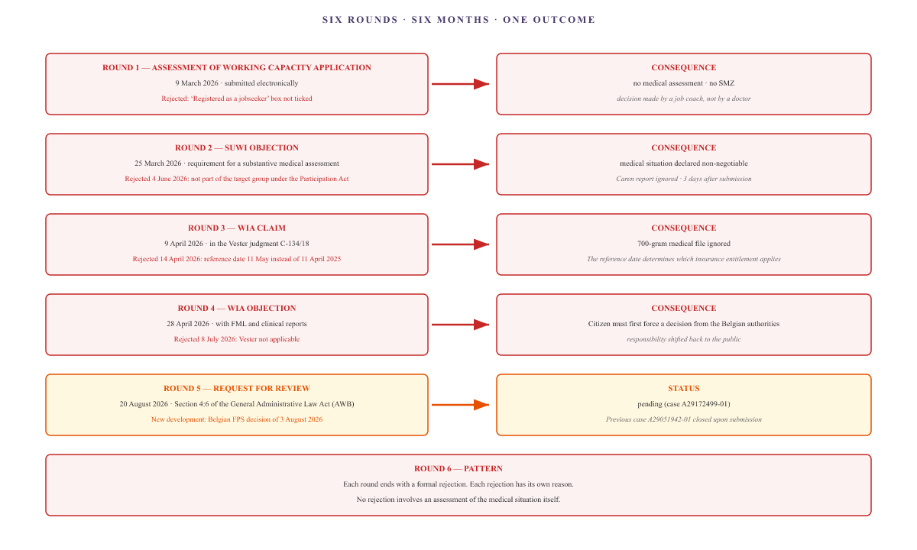 SIX ROUNDS · SIX MONTHS · ONE OUTCOME
ROUND 1 — ASSESSMENT OF WORKING CAPACITY APPLICATION
9 March 2026 · submitted electronically
Rejected: 'Registered as a jobseeker' box not ticked
CONSEQUENCE
no medical assessment · no SMZ
decision made by a job coach, not by a doctor
ROUND 2 — SUWI OBJECTION
25 March 2026 · requirement for a substantive medical assessment
Rejected 4 June 2026: not part of the target group under the Participation Act
CONSEQUENCE
medical situation declared non-negotiable
Caren report ignored · 3 days after submission
ROUND 3 — WIA CLAIM
9 April 2026 · in the Vester judgment C-134/18
Rejected 14 April 2026: reference date 11 May instead of 11 April 2025
CONSEQUENCE
700-gram medical file ignored
The reference date determines which insurance entitlement applies
ROUND 4 — WIA OBJECTION
28 April 2026 · with FML and clinical reports
Rejected 8 July 2026: Vester not applicable
CONSEQUENCE
Citizen must first force a decision from the Belgian authorities
responsibility shifted back to the public
ROUND 5 — REQUEST FOR REVIEW
20 August 2026 · Section 4:6 of the General Administrative Law Act (AWB)
New development: Belgian FPS decision of 3 August 2026
STATUS
pending (case A29172499-01)
Previous case A29051942-01 closed upon submission
ROUND 6 — PATTERN
Each round ends with a formal rejection. Each rejection has its own reason.
No rejection involves an assessment of the medical situation itself.